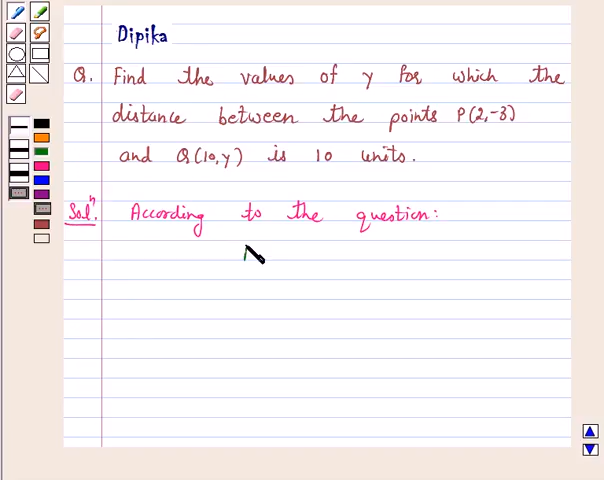 Dipika
Q. Find the values of y for which the
distance between the points P(2,-3)
and Q(10,y) is 10 units.
Solⁿ. According to the question: